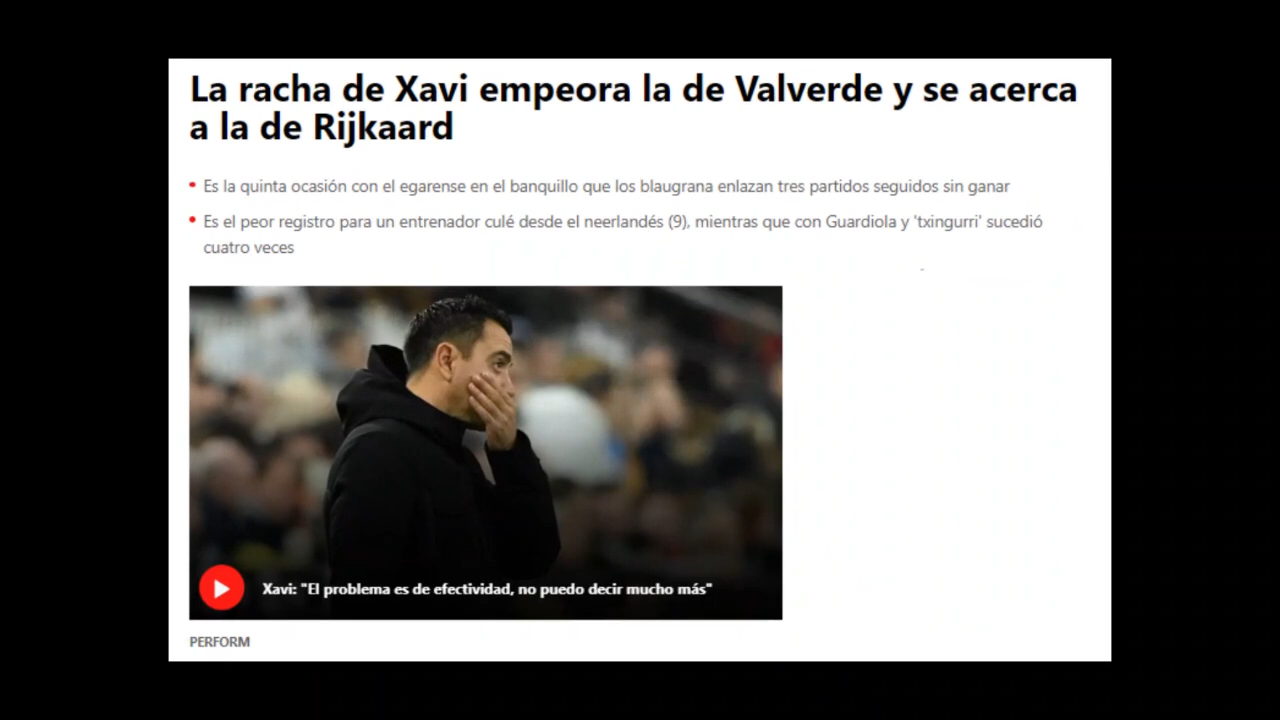 La racha de Xavi empeora la de Valverde y se acerca
a la de Rijkaard
Es la quinta ocasión con el egarense en el banquillo que los blaugrana enlazan tres partidos seguidos sin ganar
Es el peor registro para un entrenador culé desde el neerlandés (9), mientras que con Guardiola y 'txingurri' sucedió
cuatro veces
Xavi: "El problema es de efectividad, no puedo decir mucho más"
PERFORM